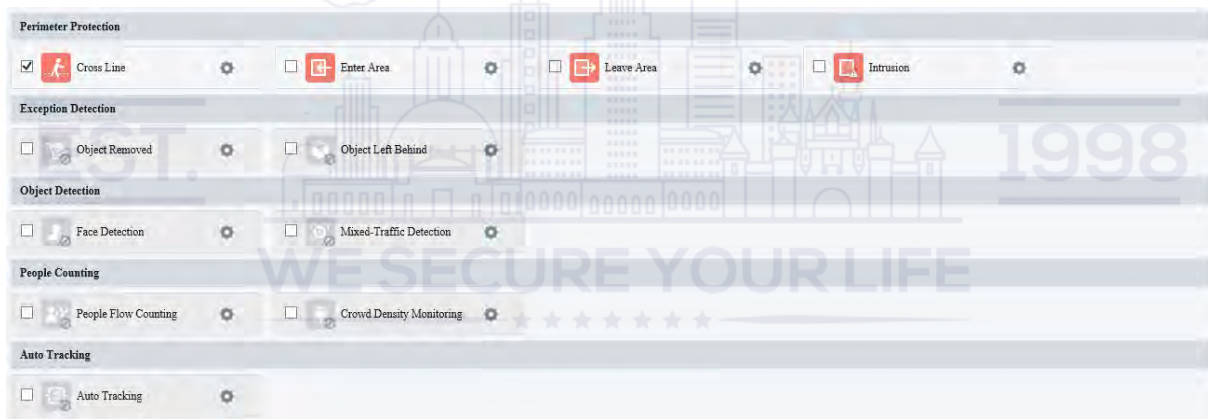 Perimeter Protection
Cross Line Enter Area Leave Area Intrusion
Exception Detection
EST. 1998
Object Removed Object Left Behind
Object Detection
Face Detection Mixed-Traffic Detection
People Counting
WE SECURE YOUR LIFE
People Flow Counting Crowd Density Monitoring
Auto Tracking
Auto Tracking